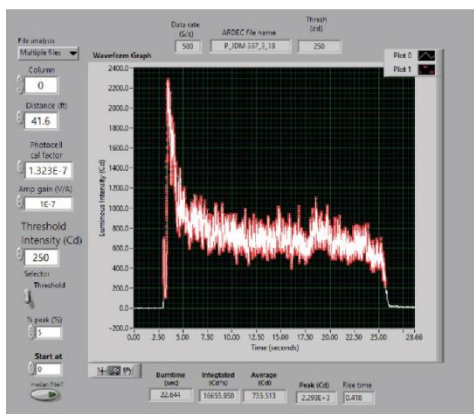 Data rate
(S/s)
500
ARDEC file name
P_IDM 337_3_18
Thresh
(cd)
250
File analysis
Multiple files
Column
0
Distance (ft)
41.6
Photocell
cal factor
1.323E-7
Amp gain (V/A)
1E-7
Threshold
Intensity (Cd)
250
Selector
Threshold
% peak (%)
5
Start at
0
median filter?
Waveform Graph
Plot 0
Plot 1
Luminous Intensity (Cd)
2400.0
2200.0
2000.0
1800.0
1600.0
1400.0
1200.0
1000.0
800.0
600.0
400.0
200.0
0.0
-200.0
0.00 2.50 5.00 7.50 10.00 12.50 15.00 17.50 20.00 22.50 25.00 28.66
Time (seconds)
Burntime
(sec)
22.644
Integtated
(Cd*s)
16655.950
Average
(Cd)
735.513
Peak (Cd)
2.293E+3
Rise time
0.418